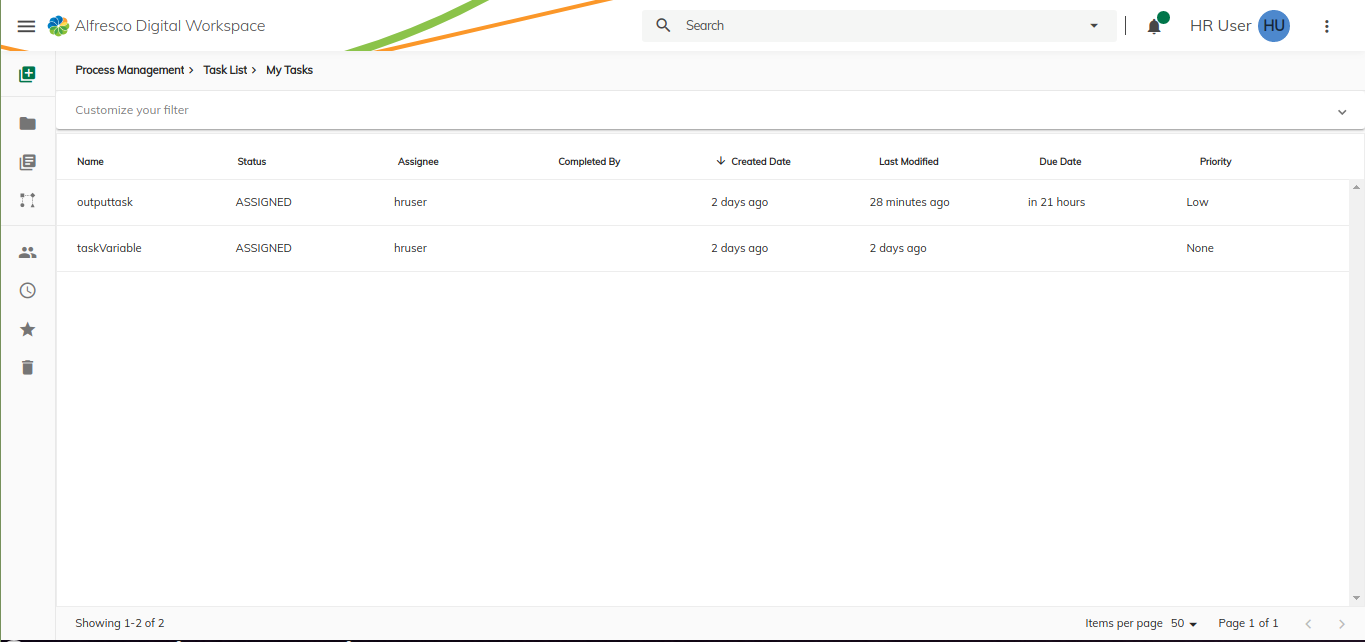 Alfresco Digital Workspace Search HR User HU
Process Management > Task List > My Tasks
Customize your filter
Name Status Assignee Completed By Created Date Last Modified Due Date Priority
outputtask ASSIGNED hruser 2 days ago 28 minutes ago in 21 hours Low
taskVariable ASSIGNED hruser 2 days ago 2 days ago None
Showing 1-2 of 2 Items per page 50 Page 1 of 1